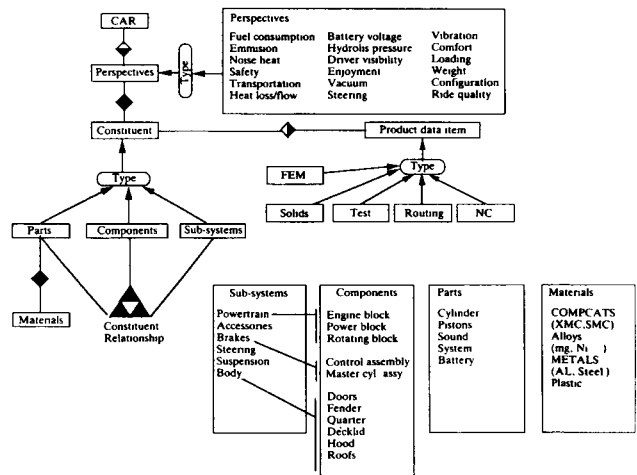 CAR
Perspectives
Type
Constituent
Perspectives
Fuel consumption
Emmision
Nose heat
Safety
Transportation
Heat loss/flow
Battery voltage
Hydrolis pressure
Driver visibility
Enjoyment
Vacuum
Steering
Vibration
Comfort
Loading
Weight
Configuration
Ride quality
Product data item
Type
FEM
Solids
Test
Routing
NC
Type
Parts
Components
Sub-systems
Materials
Constituent
Relationship
Sub-systems
Powertrain
Accessories
Brakes
Steering
Suspension
Body
Components
Engine block
Power block
Rotating block
Control assembly
Master cyl assy
Doors
Fender
Quarter
Decklid
Hood
Roofs
Parts
Cylinder
Pistons
Sound
System
Battery
Materials
COMPCATS
(XMC.SMC)
Alloys
(mg. Ni )
METALS
(AL. Steel)
Plastic